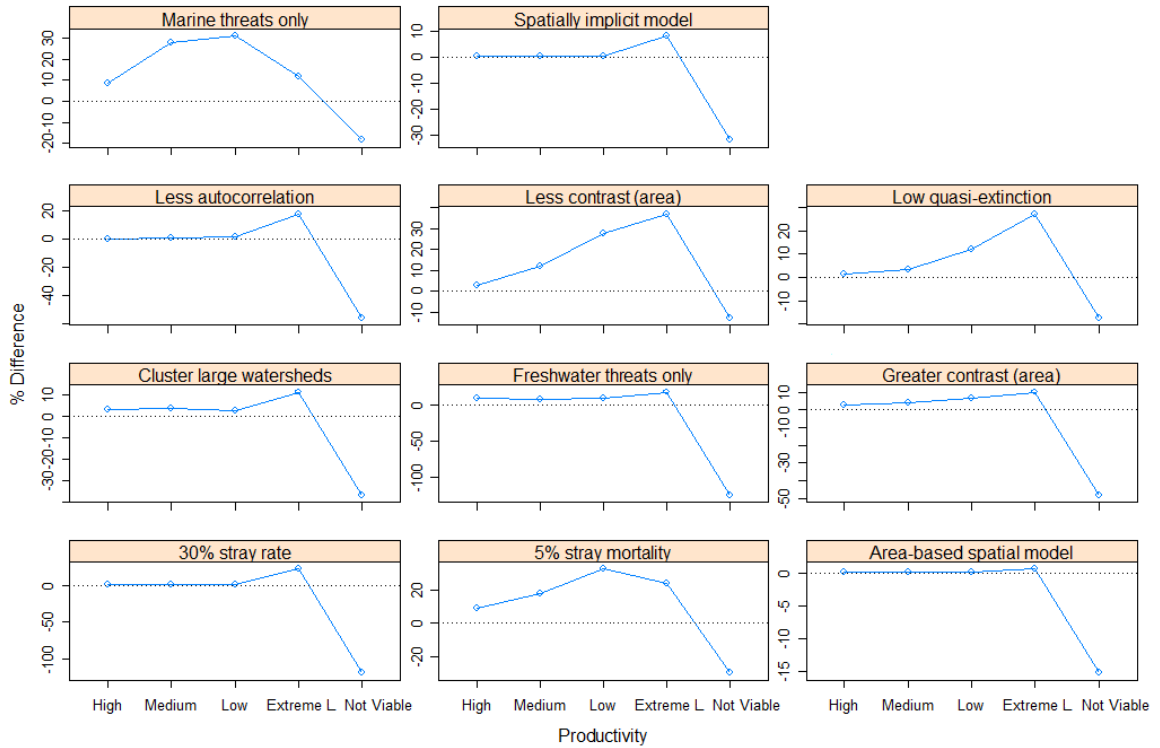 % Difference
Marine threats only
30
20
10
0
-10
-20
Spatially implicit model
10
0
-10
-20
-30
Less autocorrelation
20
0
-20
-40
Less contrast (area)
30
20
10
0
-10
Low quasi-extinction
20
10
0
-10
Cluster large watersheds
10
0
-10
-30
Freshwater threats only
0
-50
-100
Greater contrast (area)
10
0
-10
-30
-50
30% stray rate
0
-50
-100
5% stray mortality
20
0
-20
Area-based spatial model
0
-5
-10
-15
High Medium Low Extreme L Not Viable
High Medium Low Extreme L Not Viable
High Medium Low Extreme L Not Viable
Productivity